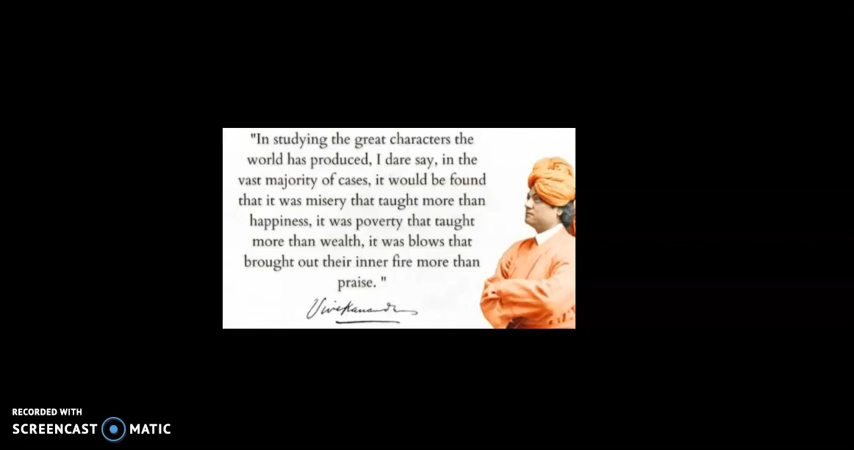 "In studying the great characters the
world has produced, I dare say, in the
vast majority of cases, it would be found
that it was misery that taught more than
happiness, it was poverty that taught
more than wealth, it was blows that
brought out their inner fire more than
praise. "
Vivekananda
RECORDED WITH
SCREENCAST MATIC